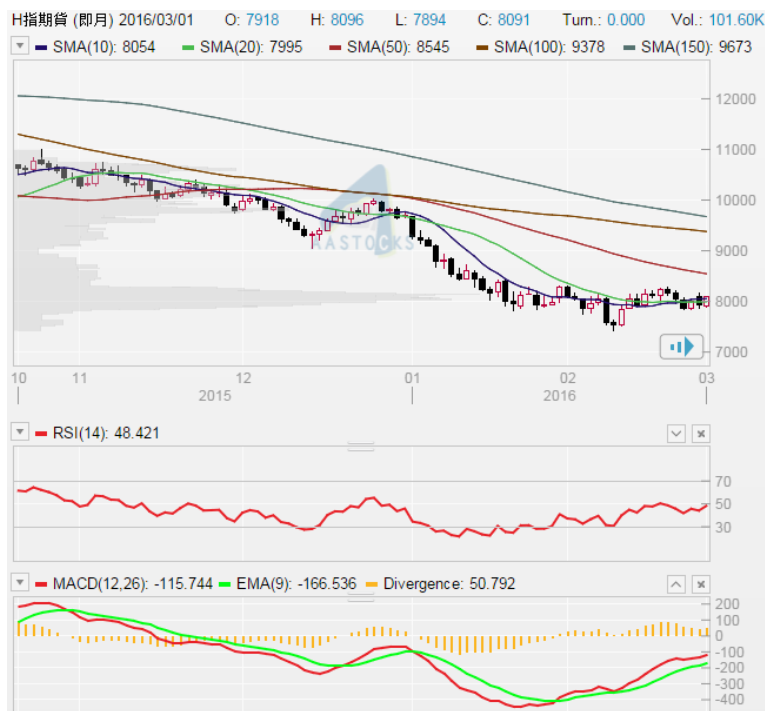 H指期貨 (即月) 2016/03/01 O: 7918 H: 8096 L: 7894 C: 8091 Turn.: 0.000 Vol.: 101.60K
SMA(10): 8054 SMA(20): 7995 SMA(50): 8545 SMA(100): 9378 SMA(150): 9673
12000
11000
10000
9000
8000
7000
AASTOCKS
10 11 12 01 02 03
2015 2016
RSI(14): 48.421
70
50
30
MACD(12,26): -115.744 EMA(9): -166.536 Divergence: 50.792
200
100
0
-100
-200
-300
-400